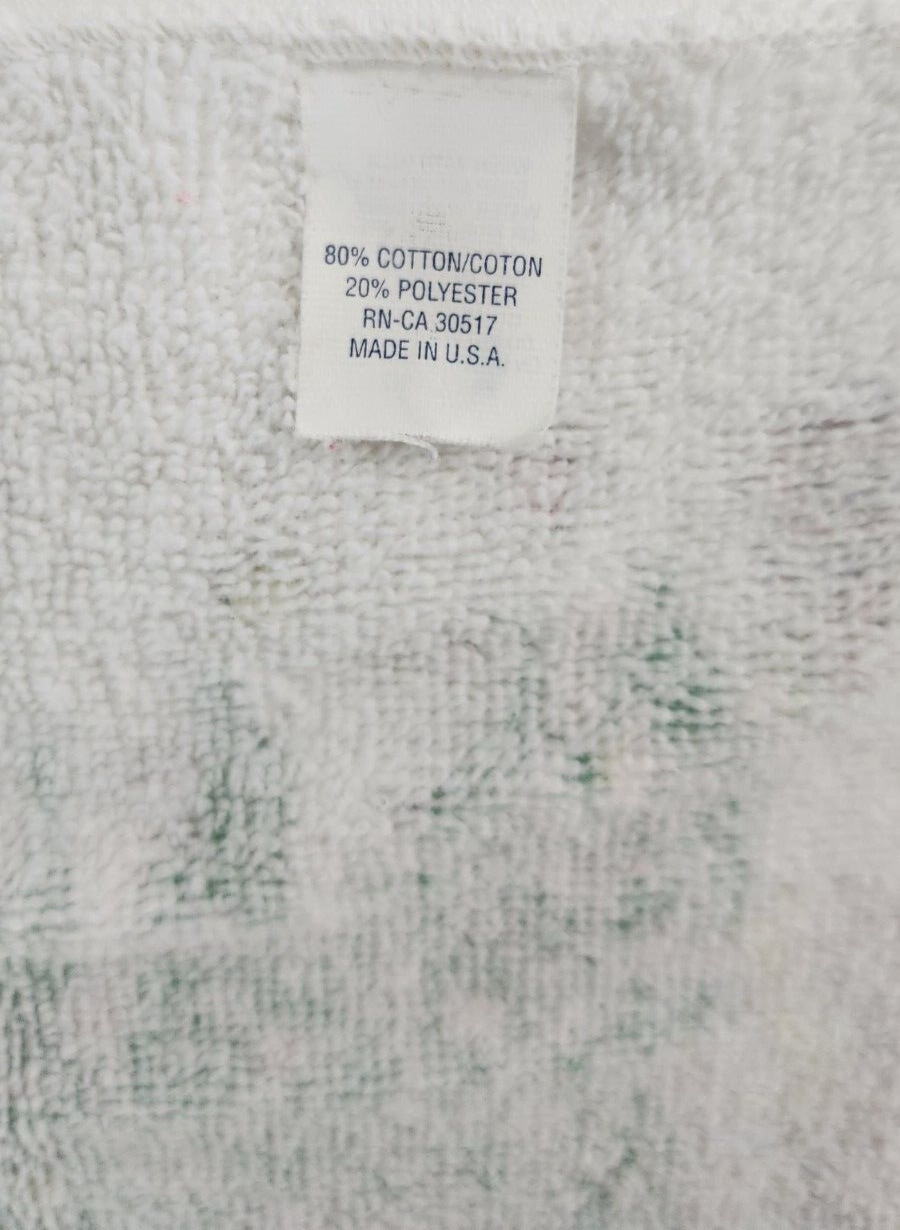 80% COTTON/COTON
20% POLYESTER
RN-CA 30517
MADE IN U.S.A.